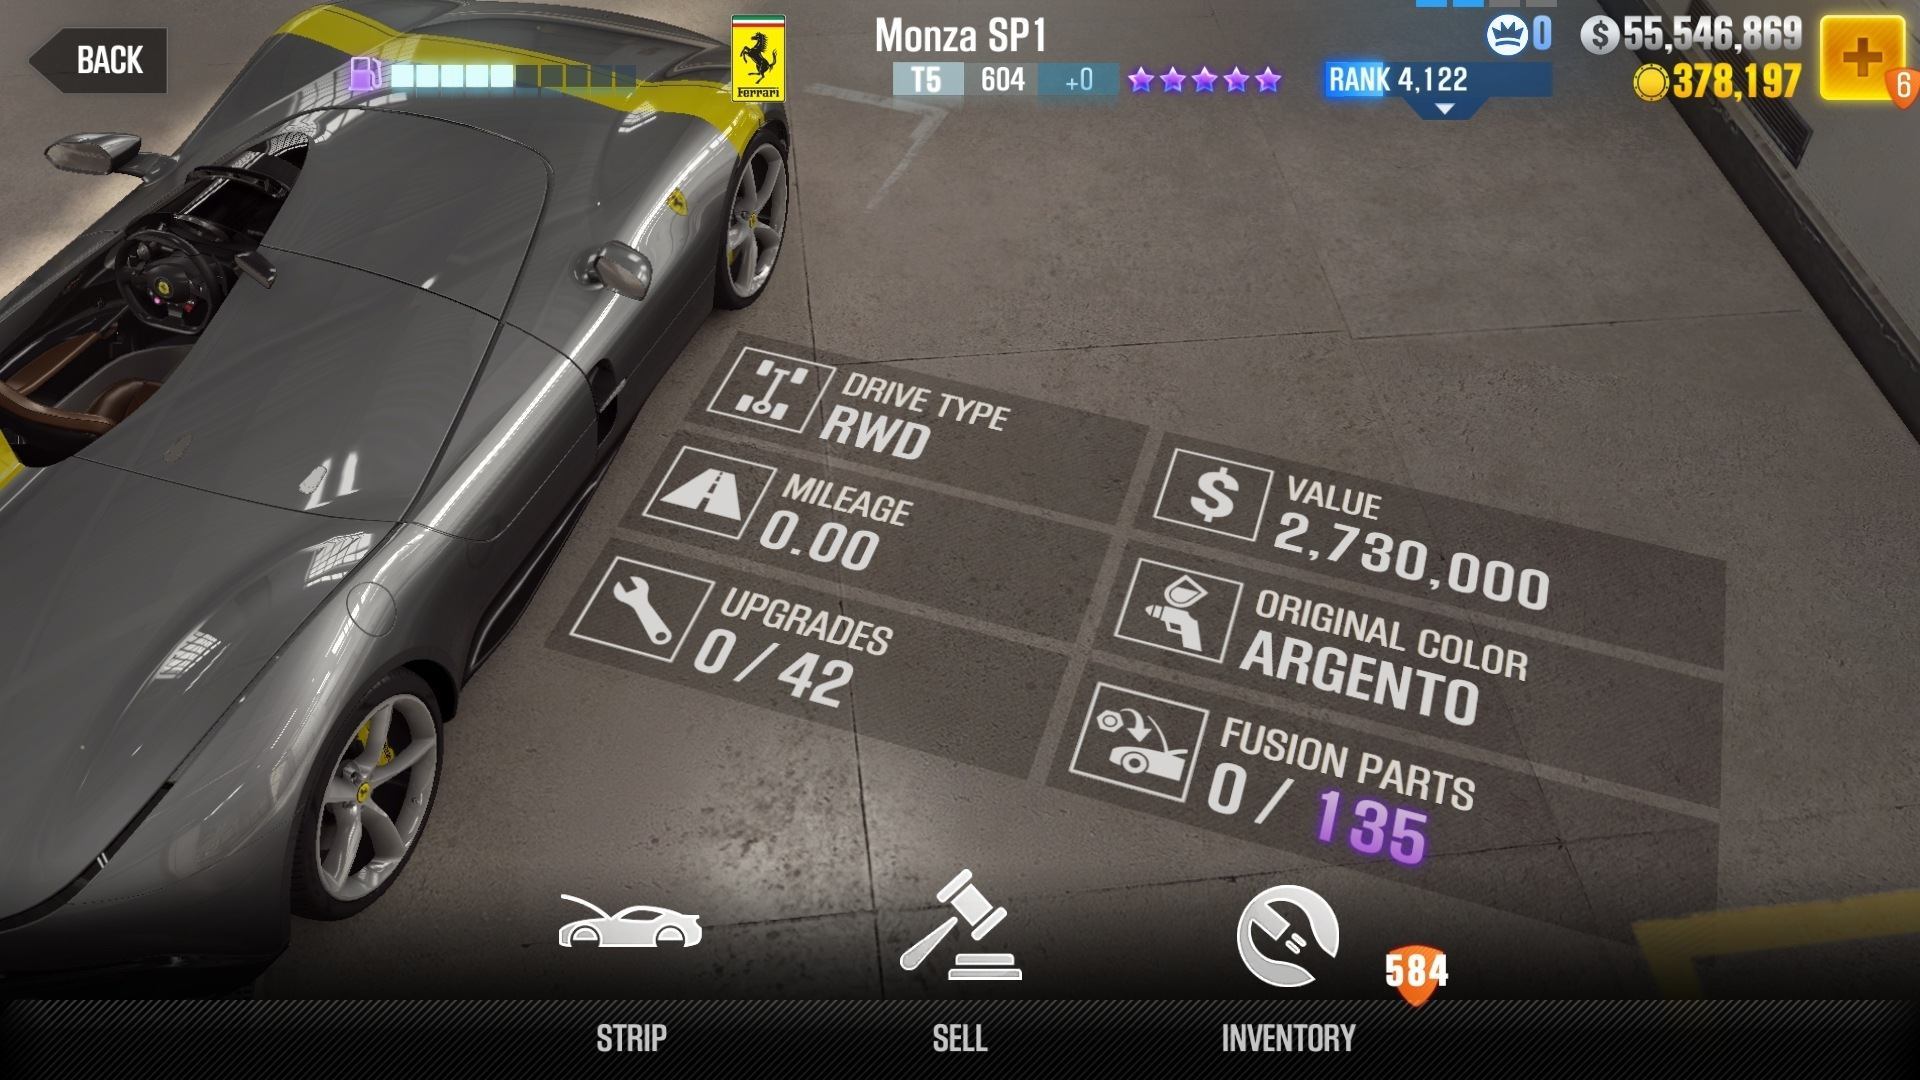 BACK
Ferrari
Monza SP1
T5 604 +0
RANK 4,122
0
$ 55,546,869
378,197
6
DRIVE TYPE
RWD
MILEAGE
0.00
UPGRADES
0/42
$ VALUE
2,730,000
ORIGINAL COLOR
ARGENTO
FUSION PARTS
0/ 135
584
STRIP
SELL
INVENTORY